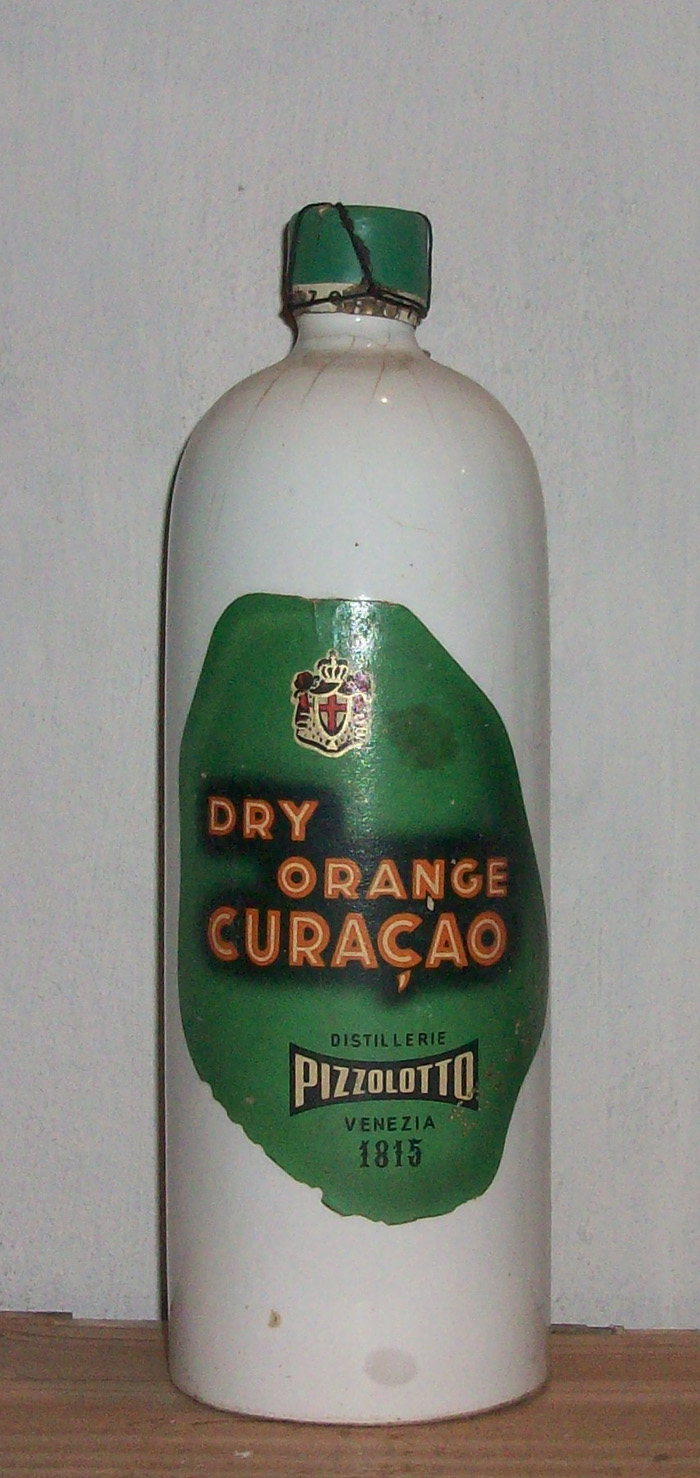 DRY
ORANGE
CURAÇAO
DISTILLERIE
PIZZOLOTTO
VENEZIA
1815